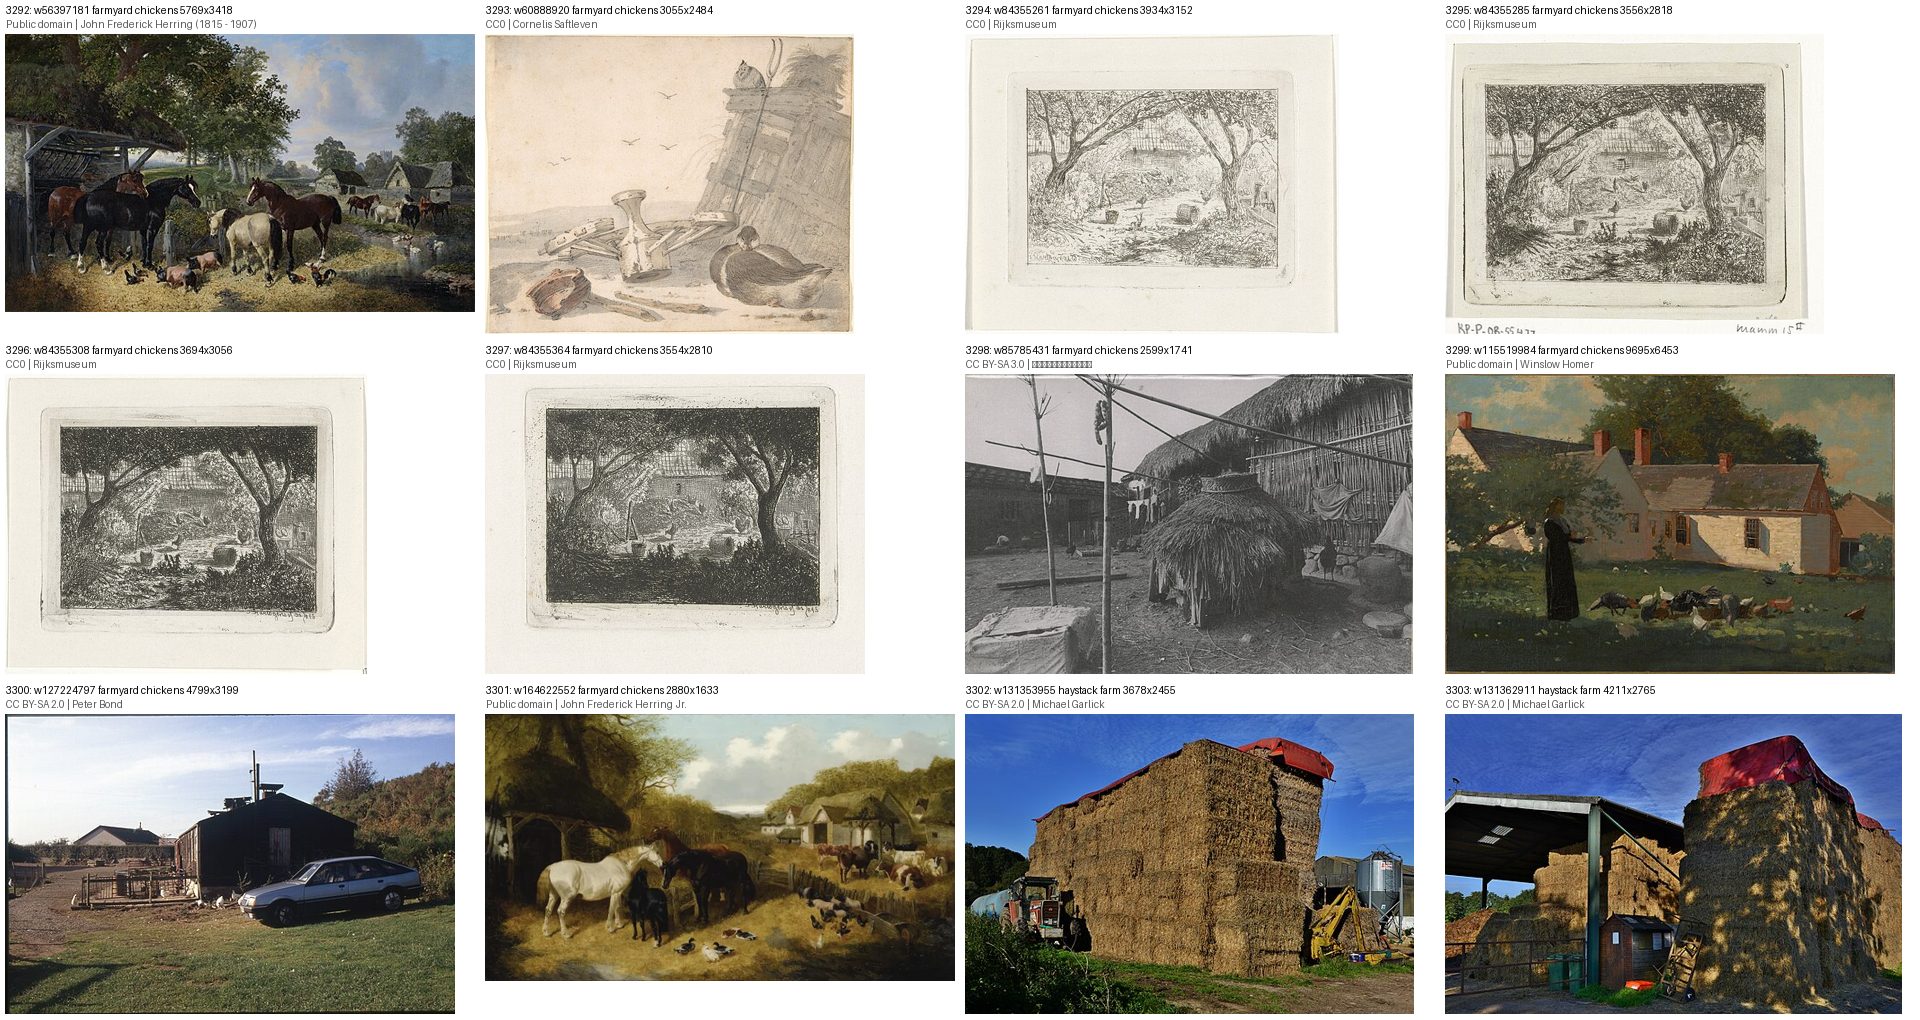 3292: w56397181 farmyard chickens 5769x3418
Public domain | John Frederick Herring (1815 - 1907)
3293: w60888920 farmyard chickens 3055x2484
CC0 | Cornelis Saftleven
3294: w84355261 farmyard chickens 3934x3152
CC0 | Rijksmuseum
3295: w84355285 farmyard chickens 3556x2818
CC0 | Rijksmuseum
RP-P-OB-55477
mamm 15 II
3296: w84355308 farmyard chickens 3694x3056
CC0 | Rijksmuseum
3297: w84355364 farmyard chickens 3554x2810
CC0 | Rijksmuseum
3298: w85785431 farmyard chickens 2599x1741
CC BY-SA 3.0 |
3299: w115519984 farmyard chickens 9695x6453
Public domain | Winslow Homer
3300: w127224797 farmyard chickens 4799x3199
CC BY-SA 2.0 | Peter Bond
3301: w164622552 farmyard chickens 2880x1633
Public domain | John Frederick Herring Jr.
3302: w131353955 haystack farm 3678x2455
CC BY-SA 2.0 | Michael Garlick
3303: w131362911 haystack farm 4211x2765
CC BY-SA 2.0 | Michael Garlick